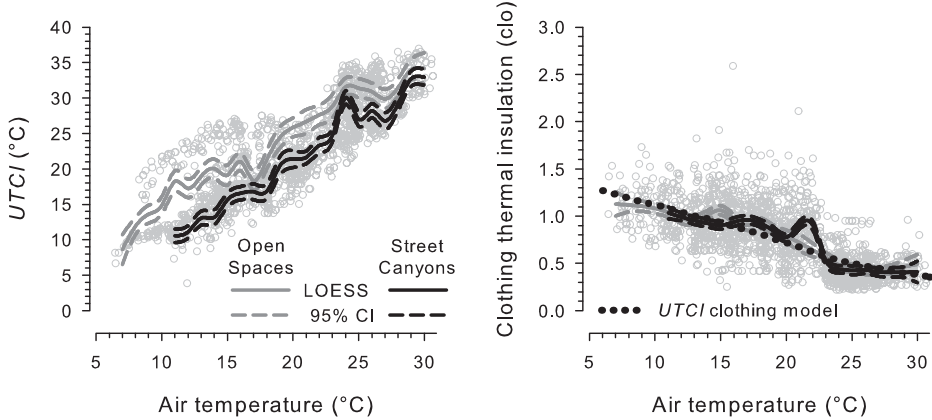 UTCI (°C)
40
35
30
25
20
15
10
5
0
Open Spaces
Street Canyons
LOESS
95% CI
5 10 15 20 25 30
Air temperature (°C)
Clothing thermal insulation (clo)
3.0
2.5
2.0
1.5
1.0
0.5
0.0
UTCI clothing model
5 10 15 20 25 30
Air temperature (°C)